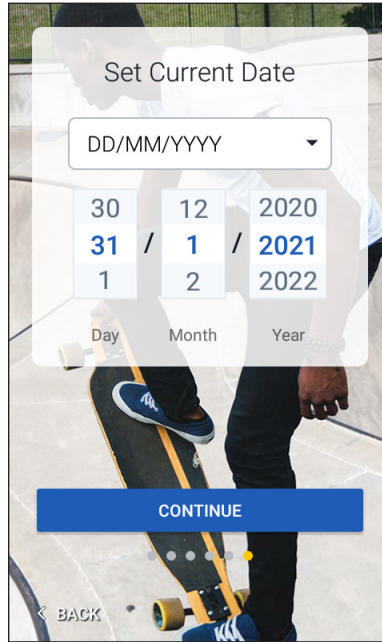 Set Current Date
DD/MM/YYYY
30 12 2020
31 / 1 / 2021
1 2 2022
Day Month Year
CONTINUE
< BACK